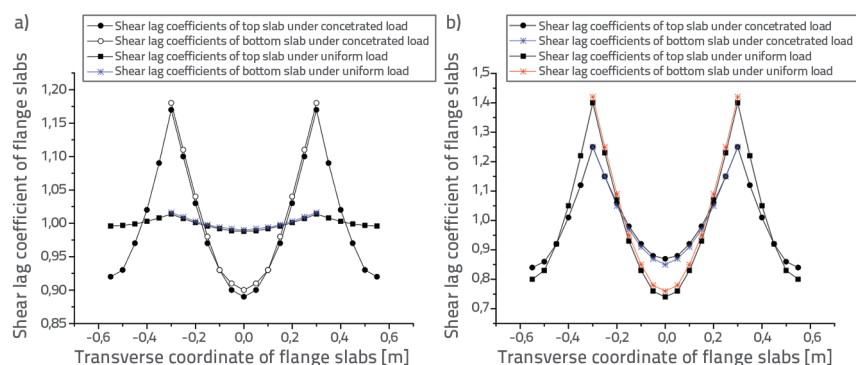 a)
Shear lag coefficients of top slab under concetrated load
Shear lag coefficients of bottom slab under concetrated load
Shear lag coefficients of top slab under uniform load
Shear lag coefficients of bottom slab under uniform load
Shear lag coefficient of flange slabs
1,20
1,15
1,10
1,05
1,00
0,95
0,90
0,85
-0,6
-0,4
-0,2
0,0
0,2
0,4
0,6
Transverse coordinate of flange slabs [m]
b)
Shear lag coefficients of top slab under concetrated load
Shear lag coefficients of bottom slab under concetrated load
Shear lag coefficients of top slab under uniform load
Shear lag coefficients of bottom slab under uniform load
Shear lag coefficient of flange slabs
1,5
1,4
1,3
1,2
1,1
1,0
0,9
0,8
0,7
-0,6
-0,4
-0,2
0,0
0,2
0,4
0,6
Transverse coordinate of flange slabs [m]